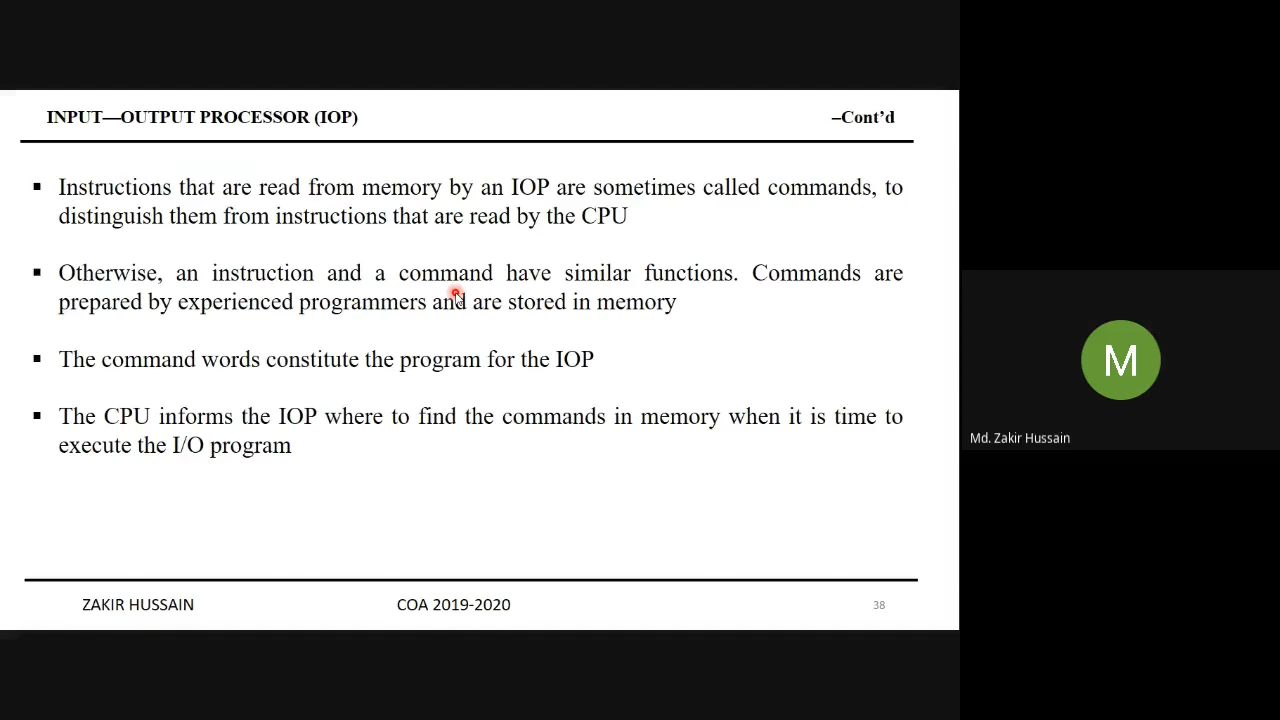 INPUT—OUTPUT PROCESSOR (IOP) –Cont’d
▪ Instructions that are read from memory by an IOP are sometimes called commands, to
distinguish them from instructions that are read by the CPU
▪ Otherwise, an instruction and a command have similar functions. Commands are
prepared by experienced programmers and are stored in memory
▪ The command words constitute the program for the IOP
▪ The CPU informs the IOP where to find the commands in memory when it is time to
execute the I/O program
ZAKIR HUSSAIN COA 2019-2020 38
M
Md. Zakir Hussain